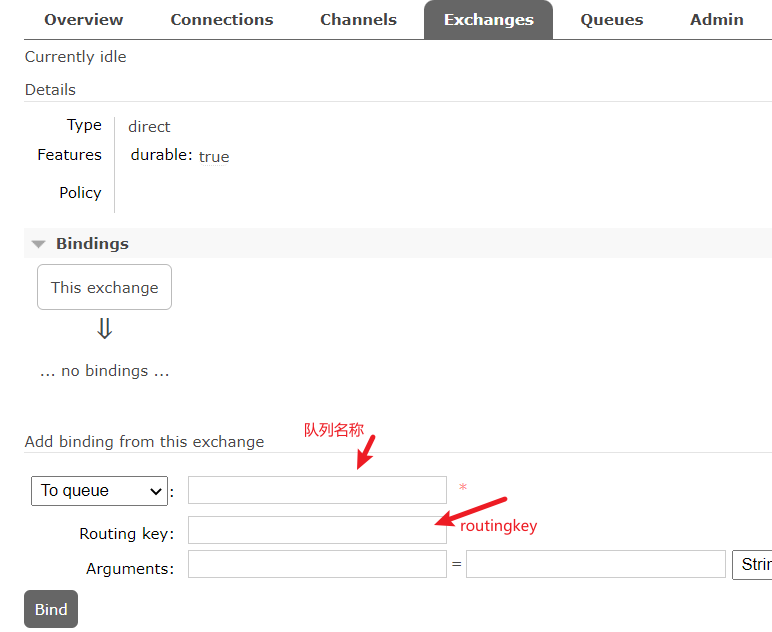 Overview Connections Channels Exchanges Queues Admin
Currently idle
Details
Type direct
Features durable: true
Policy
Bindings
This exchange
⇓
... no bindings ...
队列名称
Add binding from this exchange
To queue : *
Routing key: routingkey
Arguments: =
Bind